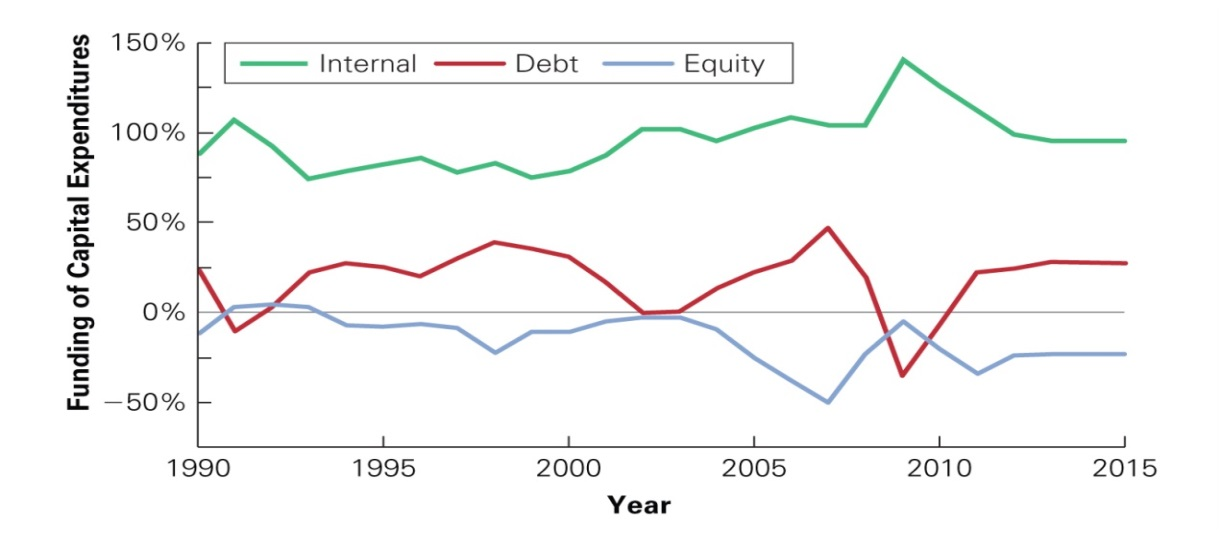 Funding of Capital Expenditures
150%
100%
50%
0%
−50%
Internal Debt Equity
1990 1995 2000 2005 2010 2015
Year